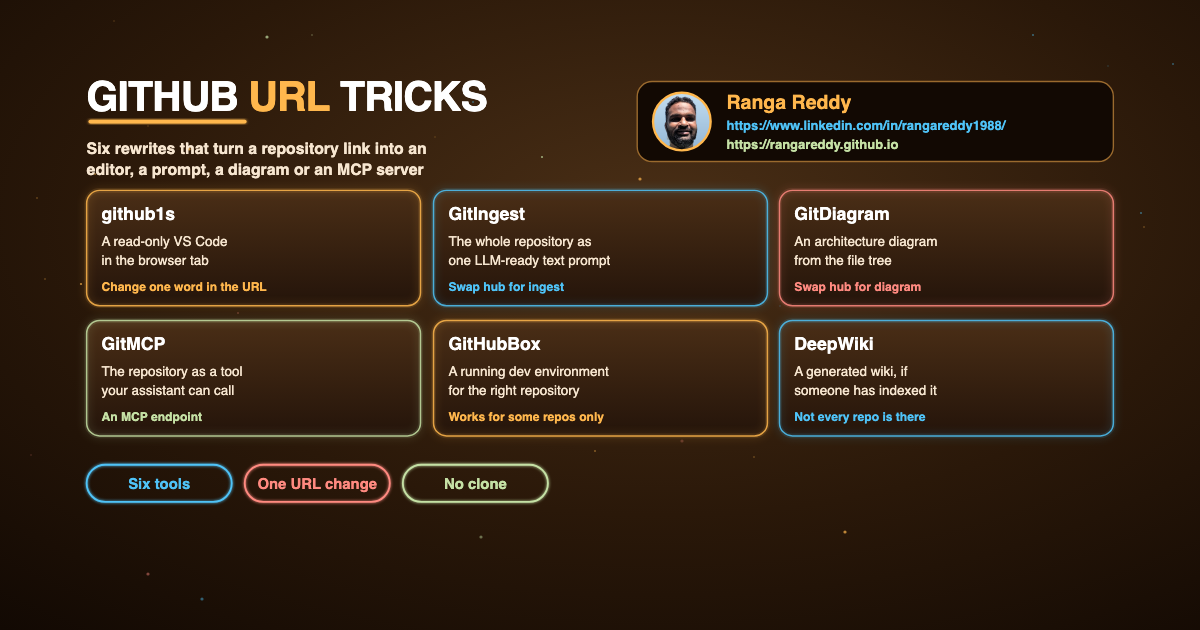 GITHUB URL TRICKS
Six rewrites that turn a repository link into an
editor, a prompt, a diagram or an MCP server
Ranga Reddy
https://www.linkedin.com/in/rangareddy1988/
https://rangareddy.github.io
github1s
A read-only VS Code
in the browser tab
Change one word in the URL
GitIngest
The whole repository as
one LLM-ready text prompt
Swap hub for ingest
GitDiagram
An architecture diagram
from the file tree
Swap hub for diagram
GitMCP
The repository as a tool
your assistant can call
An MCP endpoint
GitHubBox
A running dev environment
for the right repository
Works for some repos only
DeepWiki
A generated wiki, if
someone has indexed it
Not every repo is there
Six tools
One URL change
No clone